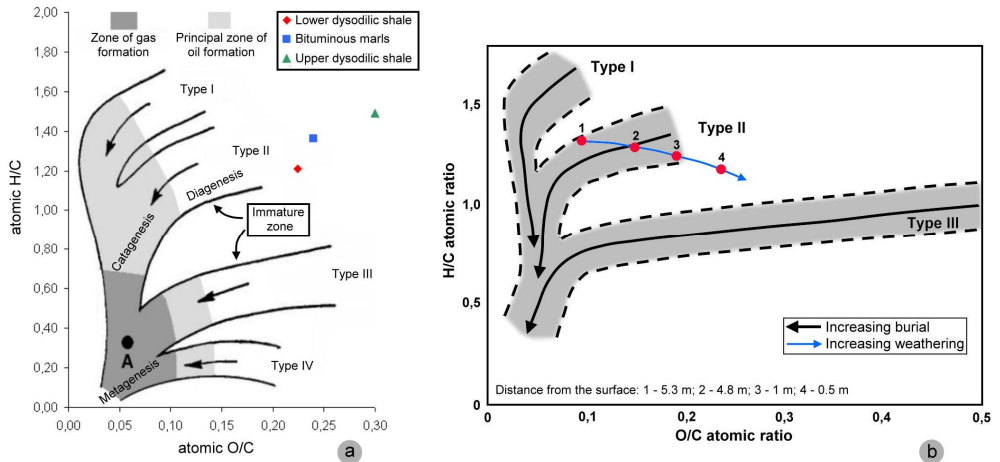 2,00
1,80
1,60
1,40
1,20
1,00
0,80
0,60
0,40
0,20
0,00
atomic H/C
Zone of gas
formation
Principal zone of
oil formation
Lower dysodilic shale
Bituminous marls
Upper dysodilic shale
Type I
Type II
Diagenesis
Immature
zone
Catagenesis
Type III
A
Metagenesis
Type IV
0,00
0,05
0,10
0,15
0,20
0,25
0,30
atomic O/C
a
1,5
1,0
0,5
0
H/C atomic ratio
Type I
1
2
3
4
Type II
Type III
Increasing burial
Increasing weathering
Distance from the surface: 1 - 5.3 m; 2 - 4.8 m; 3 - 1 m; 4 - 0.5 m
0
0,1
0,2
0,3
0,4
0,5
O/C atomic ratio
b